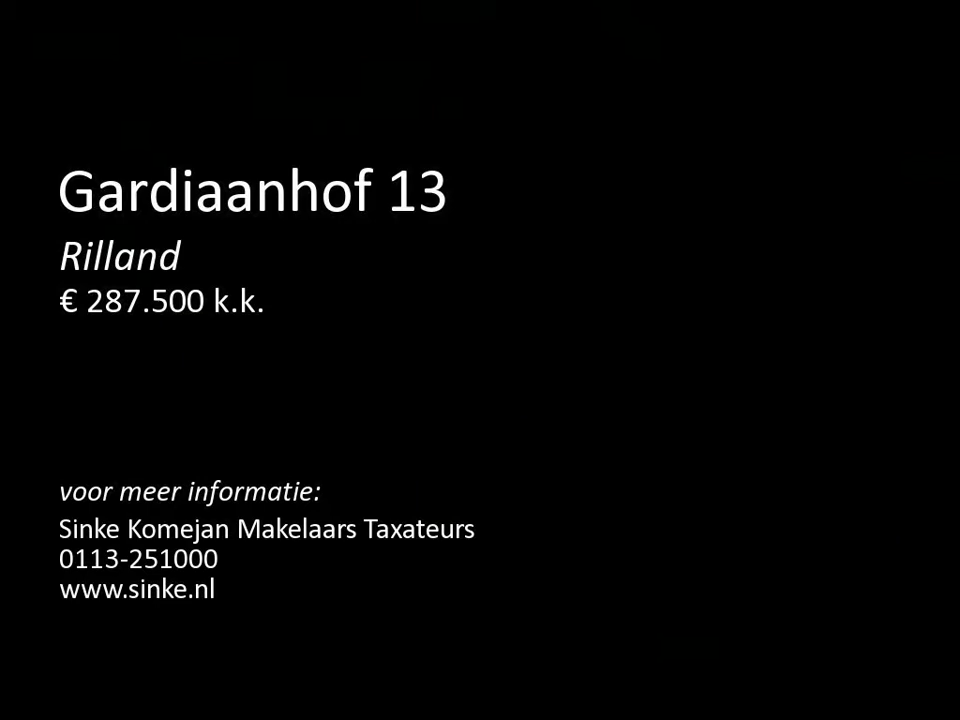 Gardiaanhof 13
Rilland
€ 287.500 k.k.
voor meer informatie:
Sinke Komejan Makelaars Taxateurs
0113-251000
www.sinke.nl